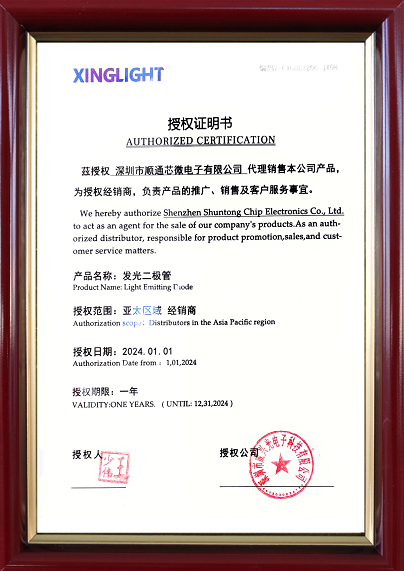 XINGLIGHT
授权证明书
AUTHORIZED CERTIFICATION
兹授权 深圳市顺通芯微电子有限公司 代理销售本公司产品，
为授权经销商，负责产品的推广、销售及客户服务事宜。
We hereby authorize Shenzhen Shuntong Chip Electronics Co., Ltd.
to act as an agent for the sale of our company's products.As an auth-
orized distributor, responsible for product promotion,sales,and cust-
omer service matters.
产品名称：发光二极管
Product Name: Light Emitting Diode
授权范围：亚太区域 经销商
Authorization scope: Distributors in the Asia Pacific region
授权日期：2024.01.01
Authorization Date from : 1,01,2024
授权期限：一年
VALIDITY:ONE YEARS. ( UNTIL: 12,31,2024 )
授权人
授权公司